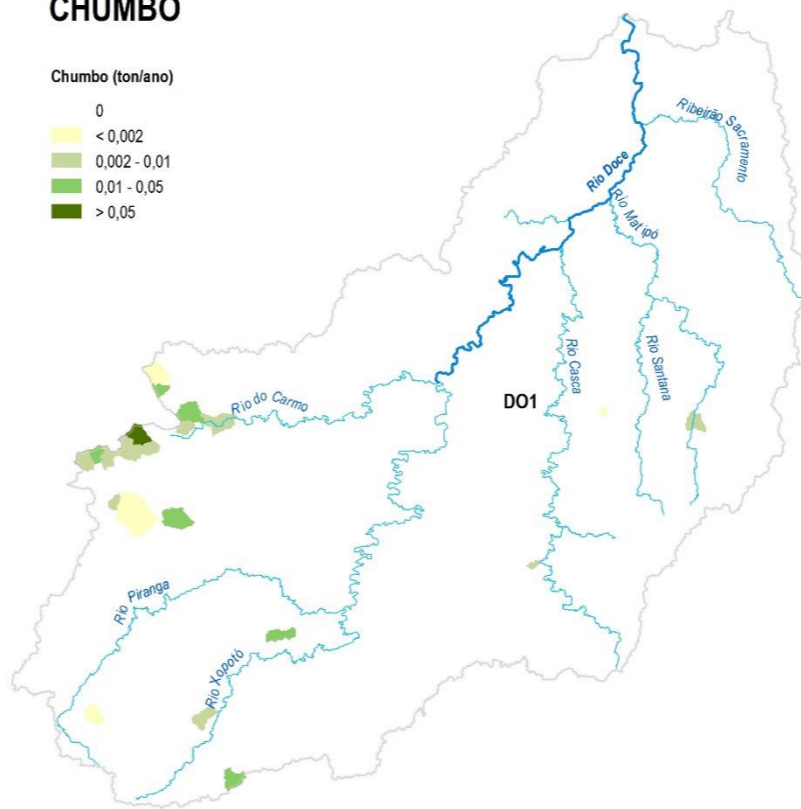 CHUMBO
Chumbo (ton/ano)
0
< 0,002
0,002 - 0,01
0,01 - 0,05
> 0,05
Ribeirão Sacramento
Rio Doce
Rio Matipó
Rio Casca
Rio Santana
Rio do Carmo
DO1
Rio Piranga
Rio Xopotó